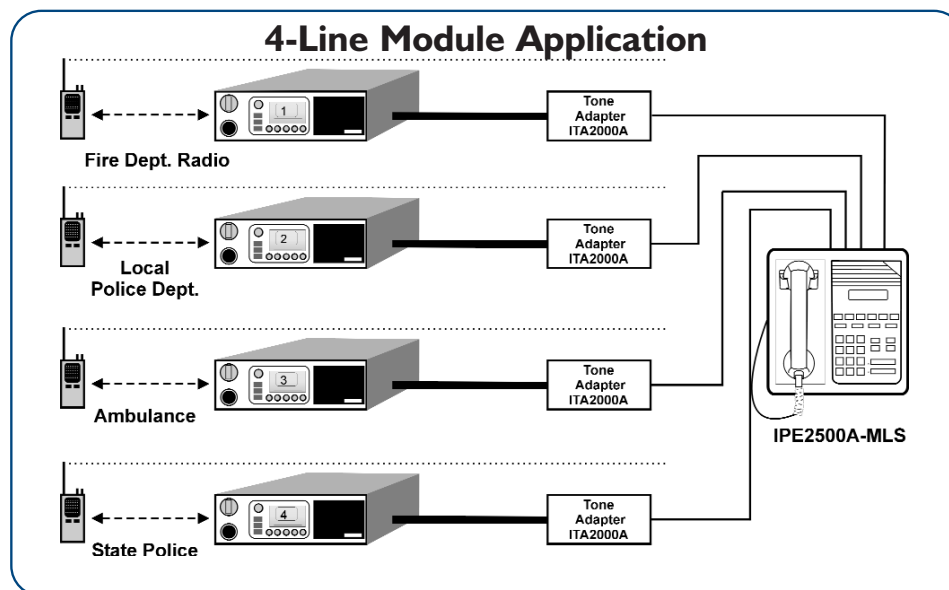 4-Line Module Application
1
Tone
Adapter
ITA2000A
Fire Dept. Radio
2
Tone
Adapter
ITA2000A
Local
Police Dept.
3
Tone
Adapter
ITA2000A
Ambulance
IPE2500A-MLS
4
Tone
Adapter
ITA2000A
State Police